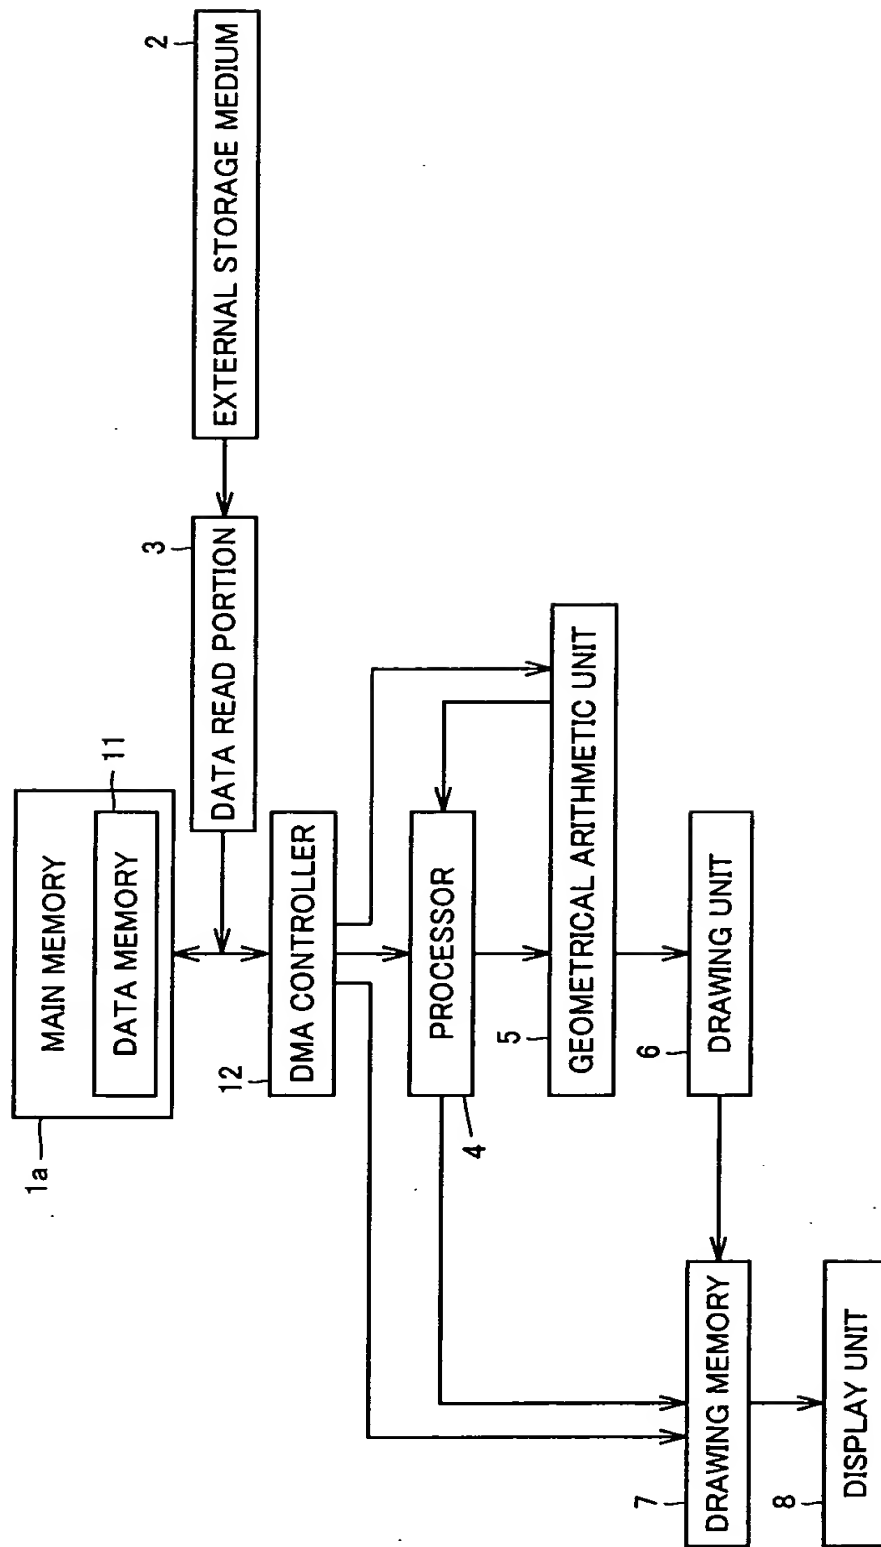 1a
MAIN MEMORY
DATA MEMORY
11
2
EXTERNAL STORAGE MEDIUM
3
DATA READ PORTION
12
DMA CONTROLLER
PROCESSOR
4
5
GEOMETRICAL ARITHMETIC UNIT
6
DRAWING UNIT
7
DRAWING MEMORY
8
DISPLAY UNIT